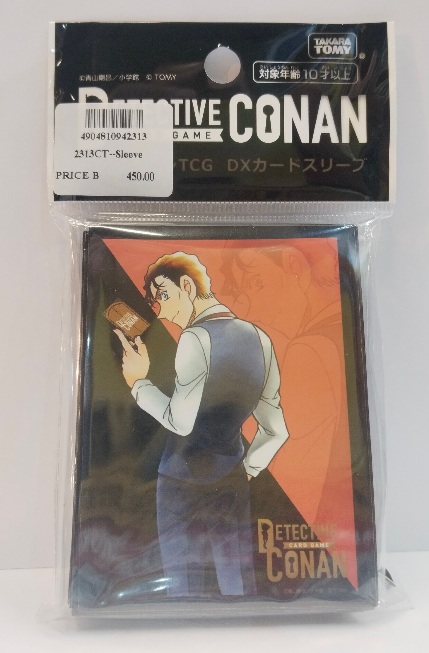 TAKARA
TOMY
©青山剛昌／小学館 © TOMY
対象年齢 10才以上
DETECTIVE CONAN
GAME
TCG DXカードスリーブ
4904810942313
2313CT--Sleeve
PRICE B 450.00
DETECTIVE
CARD GAME
CONAN